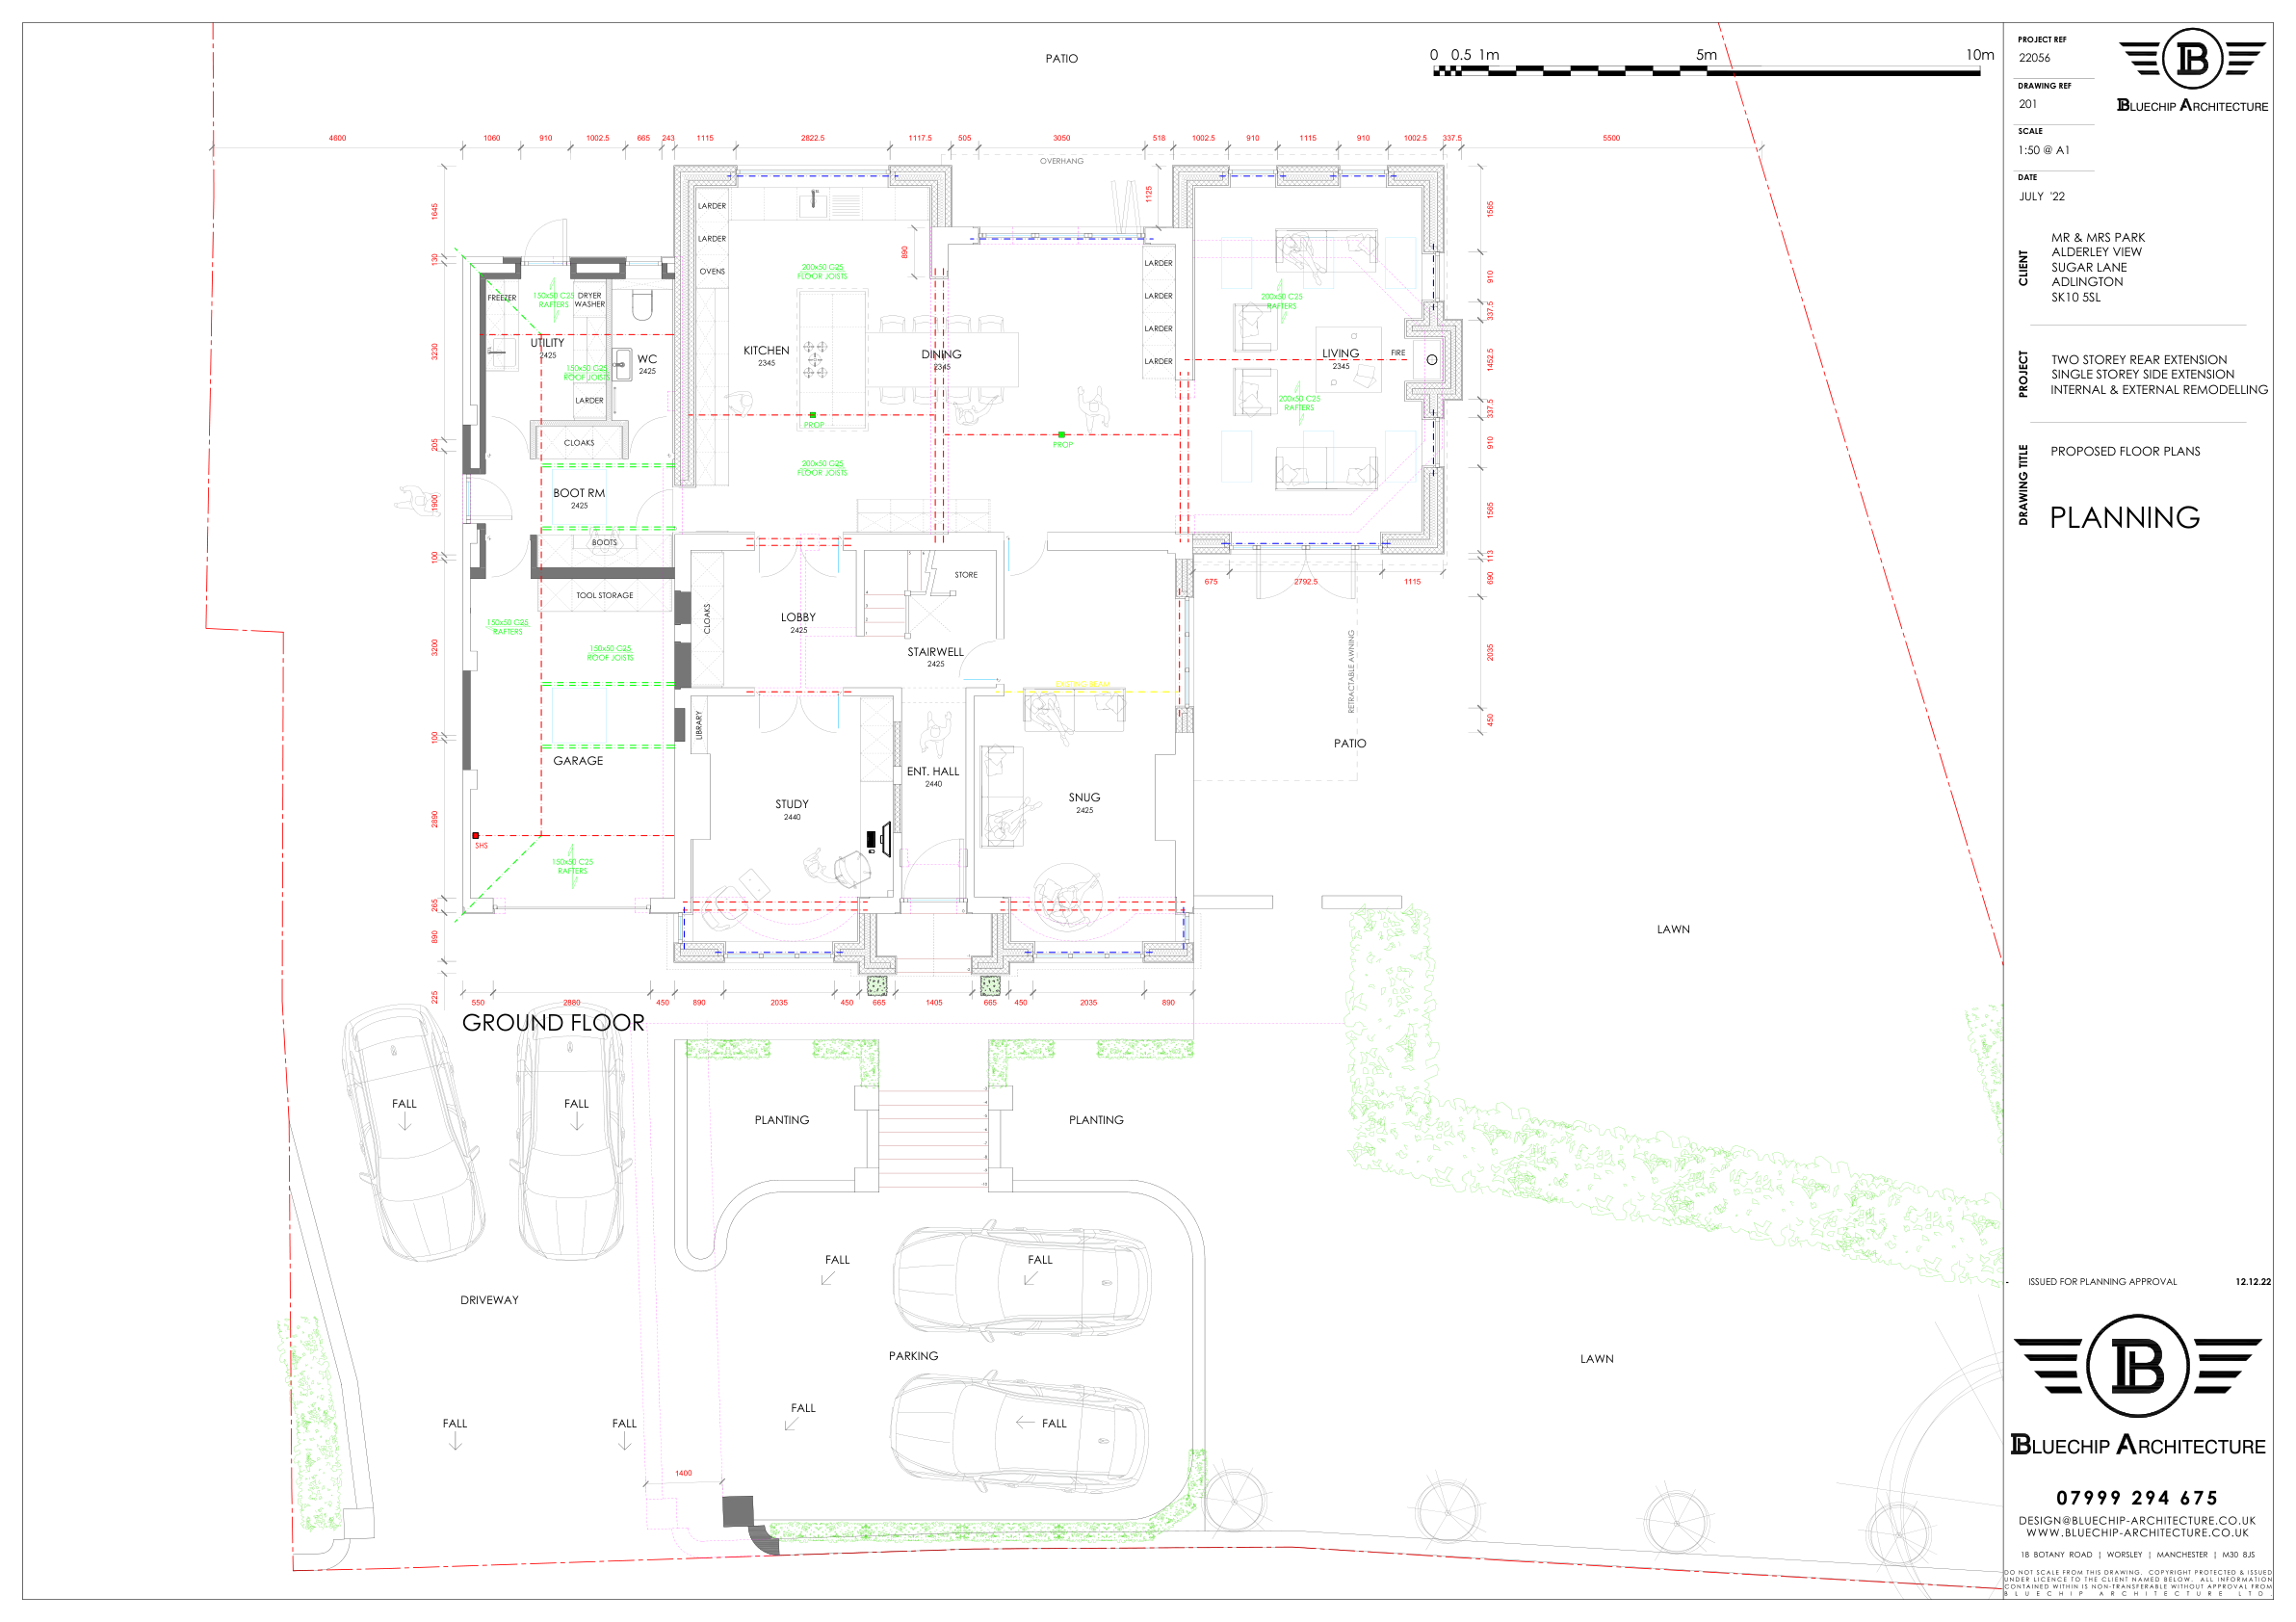 PATIO
0 0.5 1m 5m 10m
4600 1060 910 1002.5 665 243 1115 2822.5 1117.5 505 3050 518 1002.5 910 1115 910 1002.5 337.5 5500
OVERHANG
1645
130
3230
205
1900
100
3200
100
2890
265
890
225
1125
890
1565
910
337.5
1452.5
337.5
910
1565
113
690
2035
450
LARDER
LARDER
OVENS
200x50 C25
FLOOR JOISTS
KITCHEN
2345
PROP
200x50 C25
FLOOR JOISTS
DINING
2345
PROP
LARDER
LARDER
LARDER
LARDER
200x50 C25
RAFTERS
LIVING
2345
FIRE
200x50 C25
RAFTERS
675 2792.5 1115
FREEZER
150x50 C25
RAFTERS
DRYER
WASHER
UTILITY
2425
150x50 C25
ROOF JOISTS
LARDER
WC
2425
CLOAKS
BOOT RM
2425
BOOTS
TOOL STORAGE
150x50 C25
RAFTERS
150x50 C25
ROOF JOISTS
GARAGE
SHS
150x50 C25
RAFTERS
CLOAKS
LOBBY
2425
STORE
STAIRWELL
2425
EXISTING BEAM
RETRACTABLE AWNING
PATIO
LIBRARY
STUDY
2440
ENT. HALL
2440
SNUG
2425
LAWN
550 2880 450 890 2035 450 665 1405 665 450 2035 890
GROUND FLOOR
FALL
FALL
PLANTING
PLANTING
FALL
FALL
DRIVEWAY
PARKING
LAWN
FALL
FALL
FALL
FALL
1400
PROJECT REF
22056
DRAWING REF
201
SCALE
1:50 @ A1
DATE
JULY '22
B
BLUECHIP ARCHITECTURE
CLIENT
MR & MRS PARK
ALDERLEY VIEW
SUGAR LANE
ADLINGTON
SK10 5SL
PROJECT
TWO STOREY REAR EXTENSION
SINGLE STOREY SIDE EXTENSION
INTERNAL & EXTERNAL REMODELLING
DRAWING TITLE
PROPOSED FLOOR PLANS
PLANNING
- ISSUED FOR PLANNING APPROVAL 12.12.22
B
BLUECHIP ARCHITECTURE
07999 294 675
DESIGN@BLUECHIP-ARCHITECTURE.CO.UK
WWW.BLUECHIP-ARCHITECTURE.CO.UK
18 BOTANY ROAD | WORSLEY | MANCHESTER | M30 8JS
DO NOT SCALE FROM THIS DRAWING. COPYRIGHT PROTECTED & ISSUED
UNDER LICENCE TO THE CLIENT NAMED BELOW. ALL INFORMATION
CONTAINED WITHIN IS NON-TRANSFERABLE WITHOUT APPROVAL FROM
BLUECHIP ARCHITECTURE LTD.